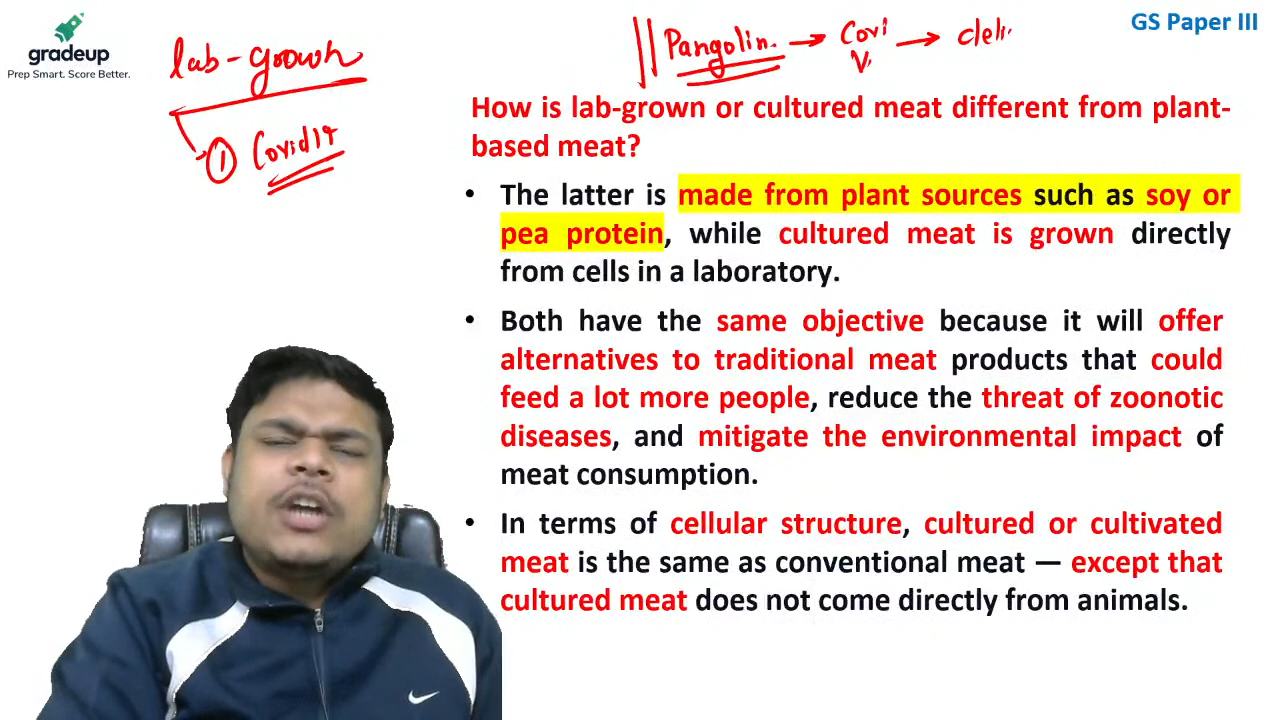 gradeup
Prep Smart. Score Better.
lab-growth
① Covid19
Pangolin. → Covi → deli
GS Paper III
How is lab-grown or cultured meat different from plant-
based meat?
• The latter is made from plant sources such as soy or
pea protein, while cultured meat is grown directly
from cells in a laboratory.
• Both have the same objective because it will offer
alternatives to traditional meat products that could
feed a lot more people, reduce the threat of zoonotic
diseases, and mitigate the environmental impact of
meat consumption.
• In terms of cellular structure, cultured or cultivated
meat is the same as conventional meat — except that
cultured meat does not come directly from animals.